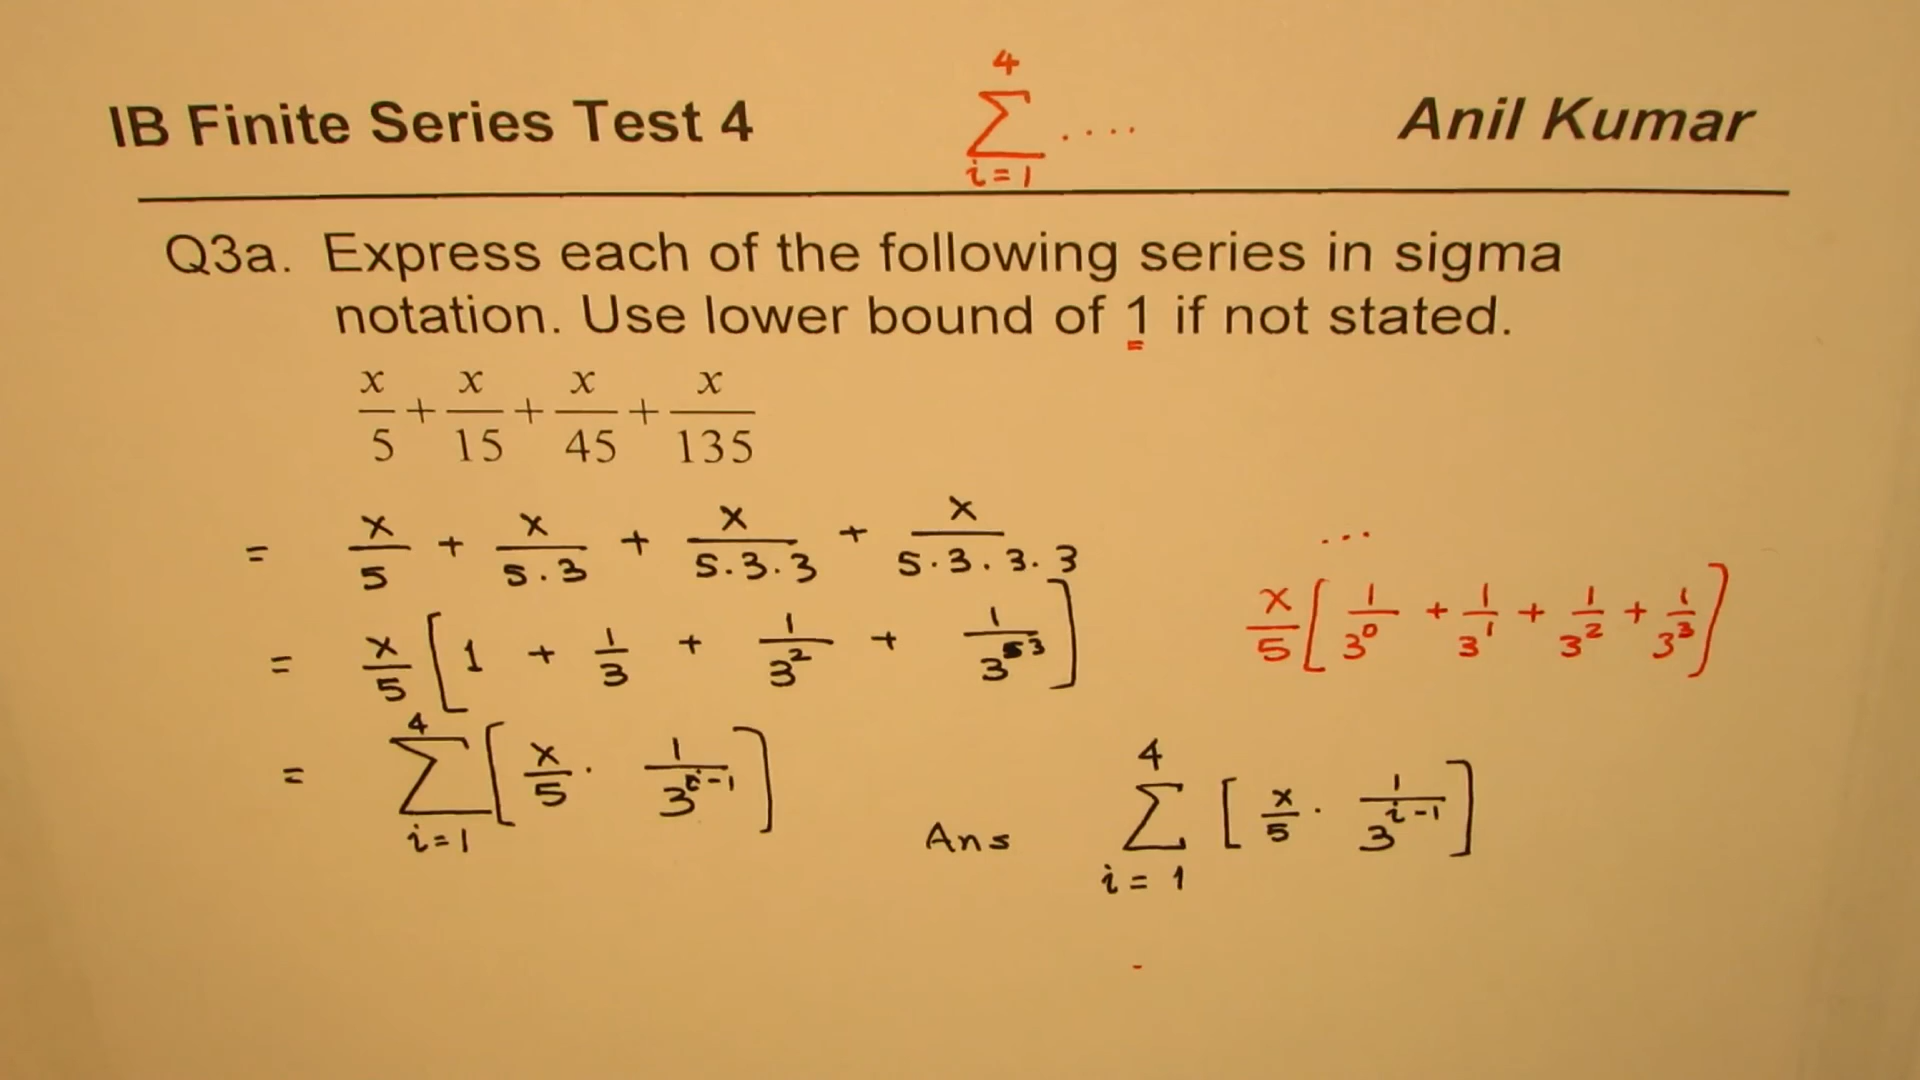 IB Finite Series Test 4 4 Σ i=1 .... Anil Kumar
Q3a. Express each of the following series in sigma
notation. Use lower bound of 1 if not stated.
x/5 + x/15 + x/45 + x/135
= x/5 + x/5·3 + x/5·3·3 + x/5·3·3·3
...
= x/5 [1 + 1/3 + 1/3² + 1/3³]
x/5 [1/3⁰ + 1/3¹ + 1/3² + 1/3³]
= 4 Σ i=1 [x/5 · 1/3^(i-1)]
Ans 4 Σ i=1 [x/5 · 1/3^(i-1)]